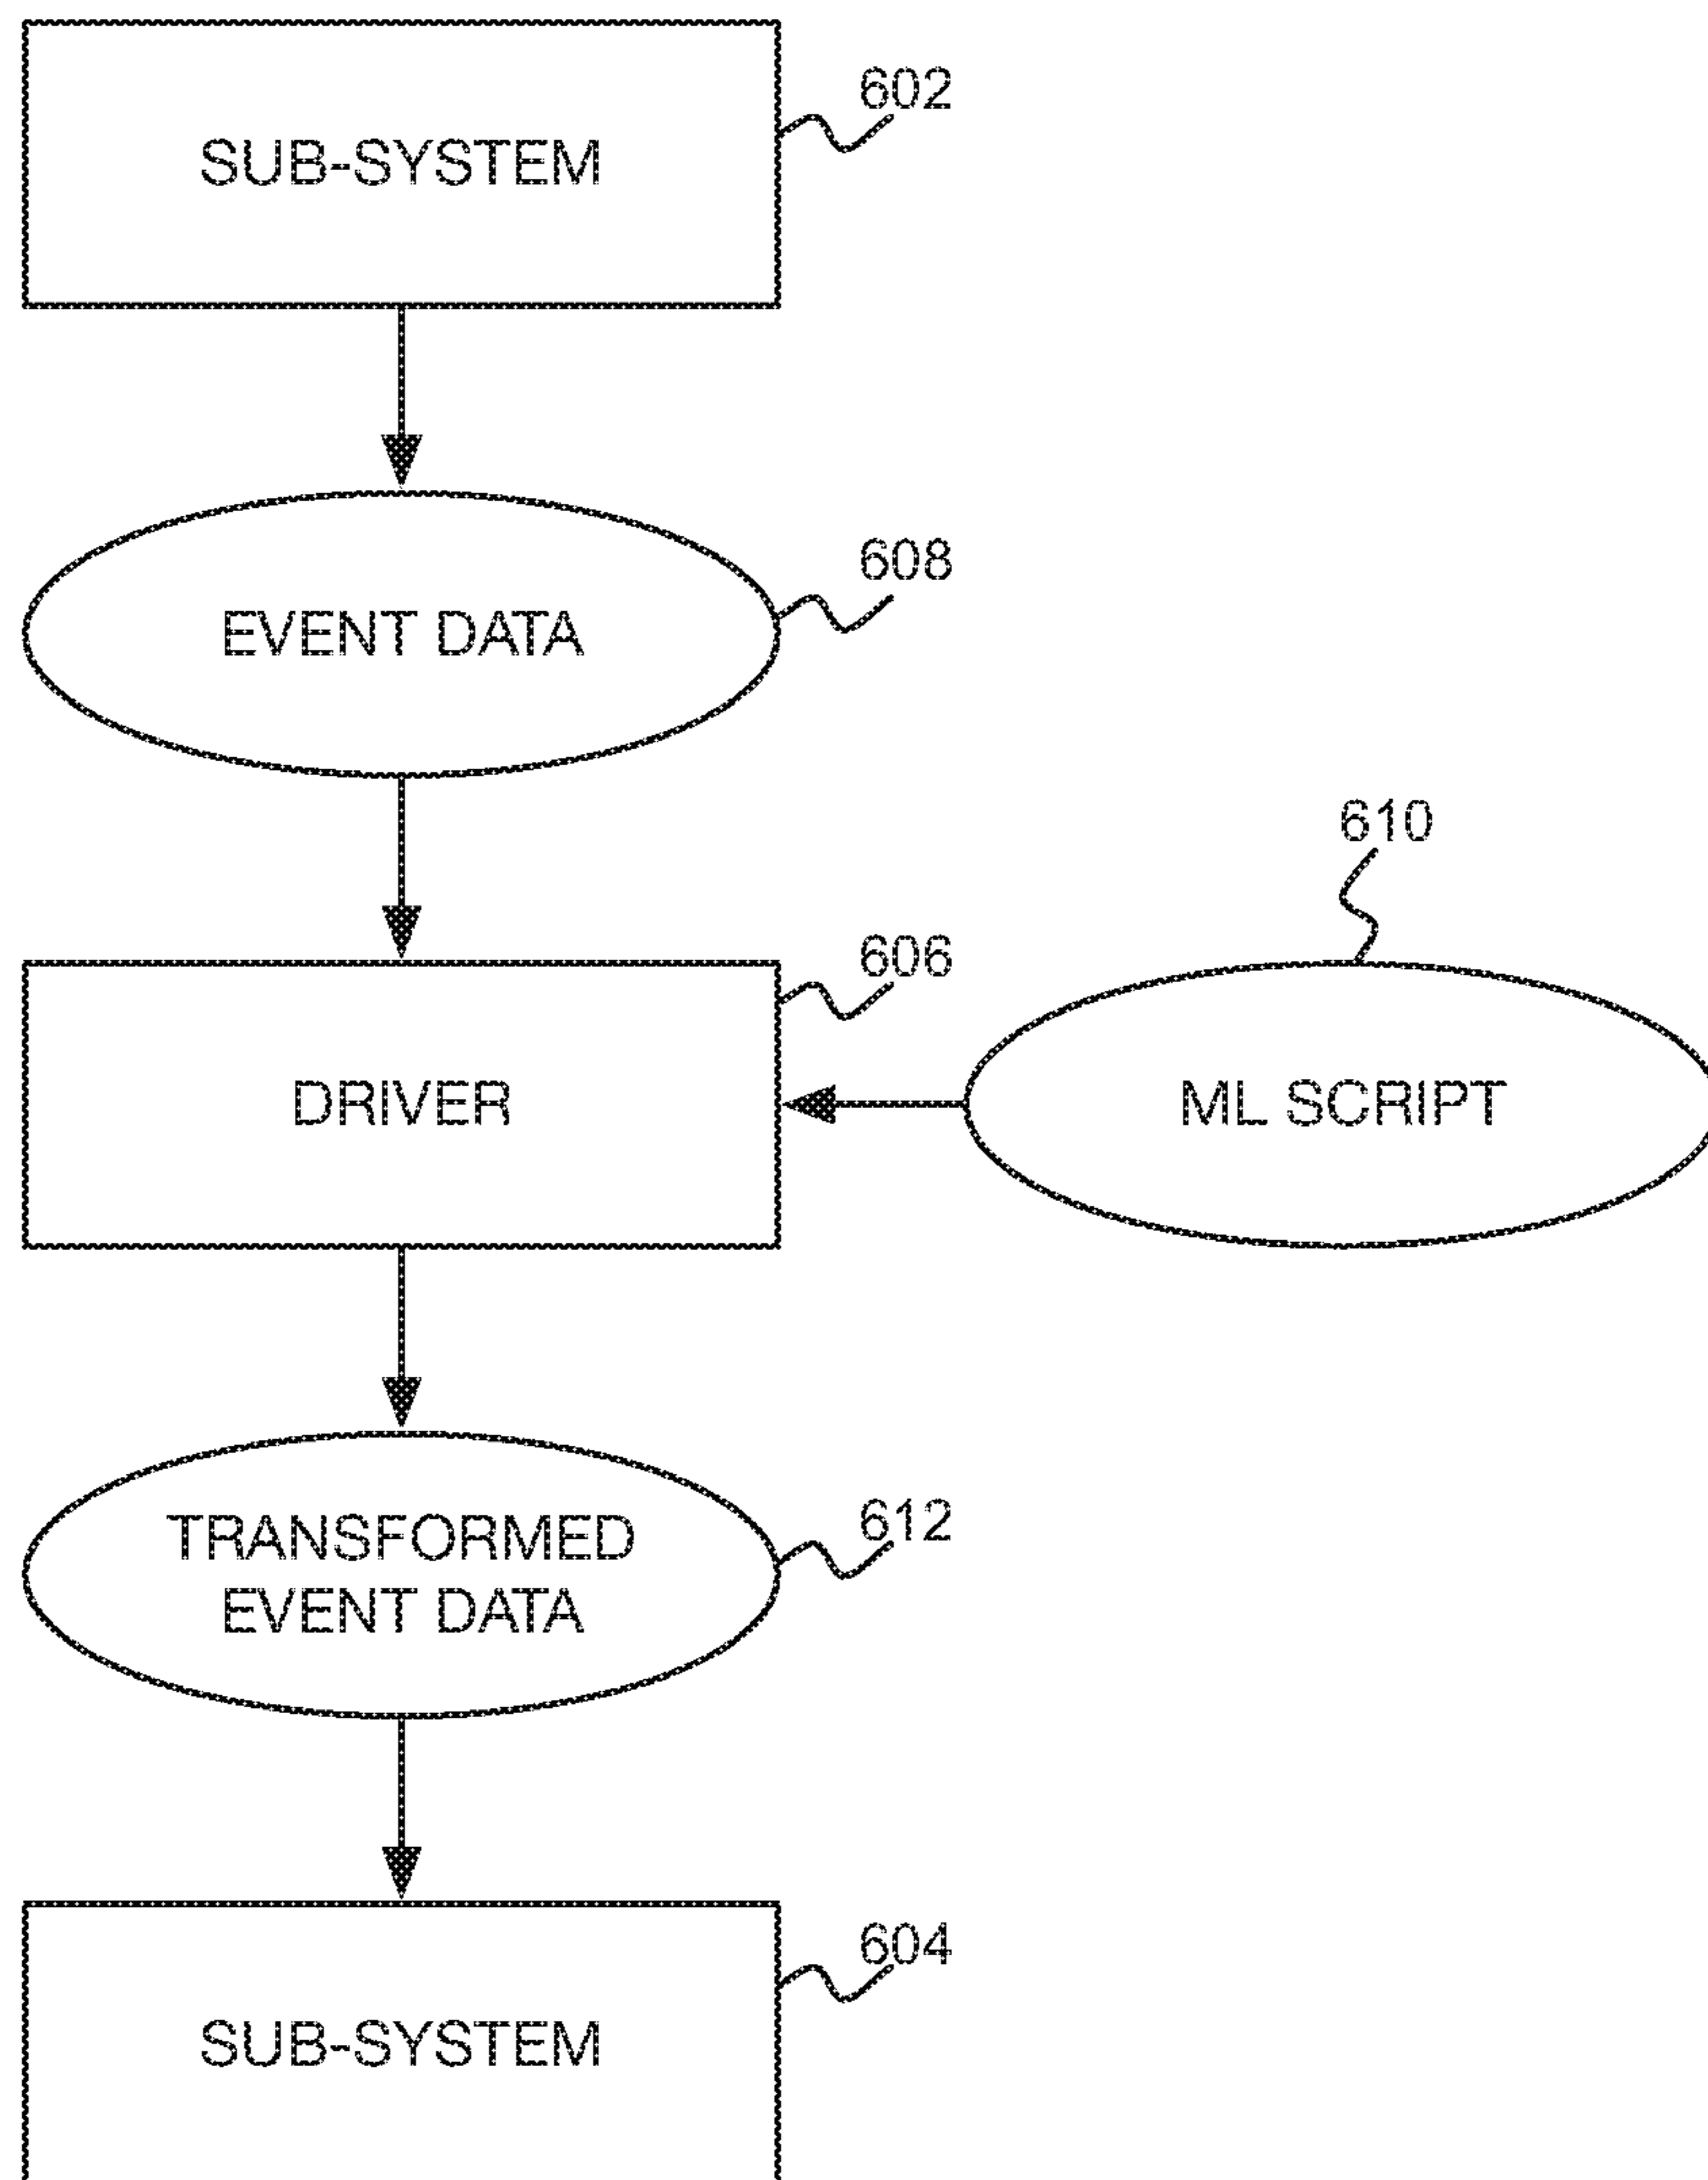 602
SUB-SYSTEM
608
EVENT DATA
610
606
DRIVER
ML SCRIPT
612
TRANSFORMED
EVENT DATA
604
SUB-SYSTEM